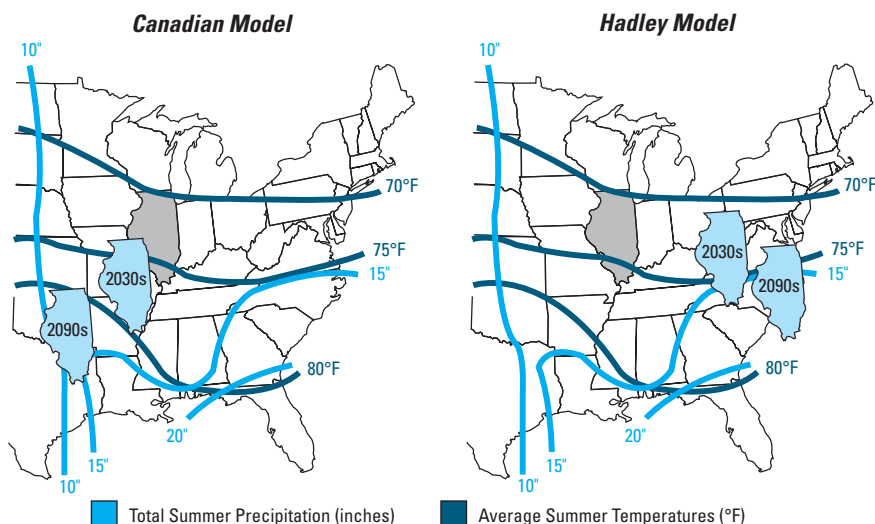 Canadian Model
10"
70°F
75°F
15"
2030s
2090s
80°F
20"
15"
10"
Hadley Model
10"
70°F
2030s
75°F
15"
2090s
80°F
20"
15"
10"
Total Summer Precipitation (inches)
Average Summer Temperatures (°F)